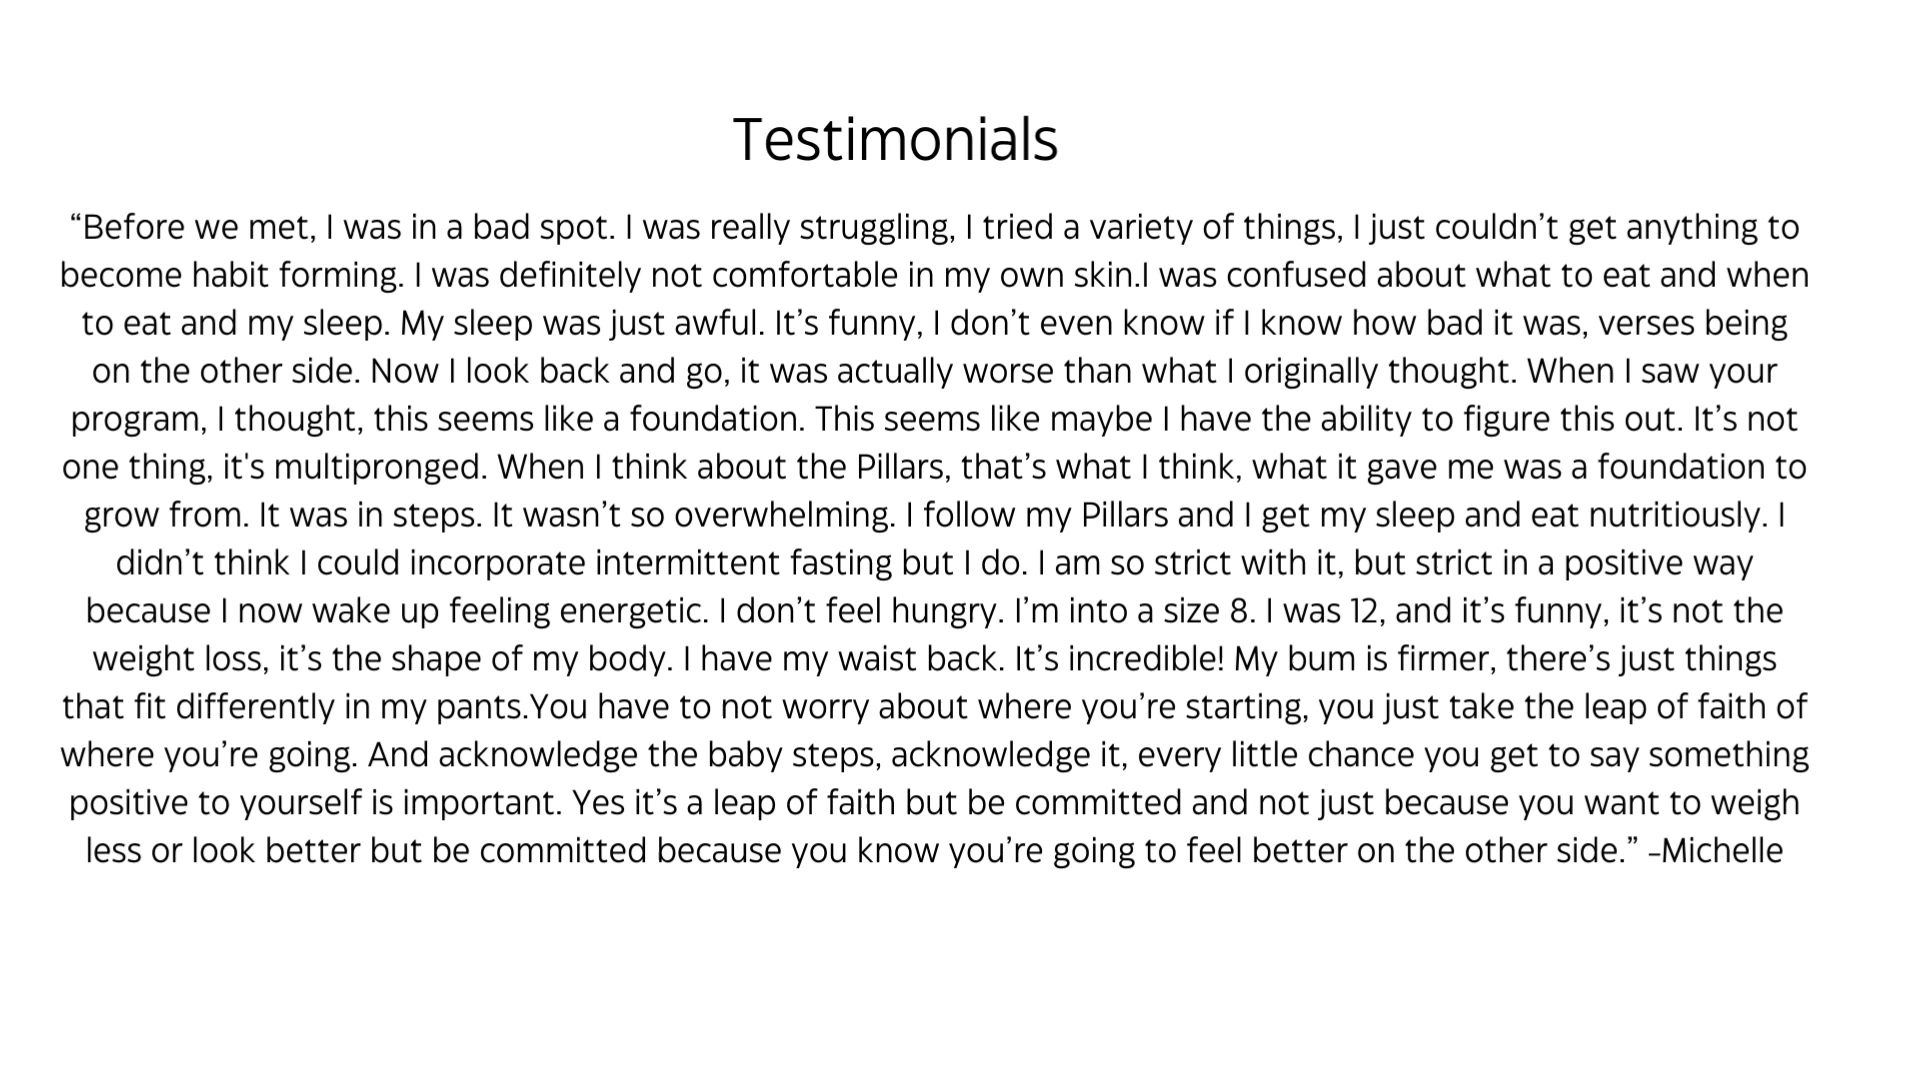 Testimonials
“Before we met, I was in a bad spot. I was really struggling, I tried a variety of things, I just couldn’t get anything to
become habit forming. I was definitely not comfortable in my own skin.I was confused about what to eat and when
to eat and my sleep. My sleep was just awful. It’s funny, I don’t even know if I know how bad it was, verses being
on the other side. Now I look back and go, it was actually worse than what I originally thought. When I saw your
program, I thought, this seems like a foundation. This seems like maybe I have the ability to figure this out. It’s not
one thing, it's multipronged. When I think about the Pillars, that’s what I think, what it gave me was a foundation to
grow from. It was in steps. It wasn’t so overwhelming. I follow my Pillars and I get my sleep and eat nutritiously. I
didn’t think I could incorporate intermittent fasting but I do. I am so strict with it, but strict in a positive way
because I now wake up feeling energetic. I don’t feel hungry. I’m into a size 8. I was 12, and it’s funny, it’s not the
weight loss, it’s the shape of my body. I have my waist back. It’s incredible! My bum is firmer, there’s just things
that fit differently in my pants.You have to not worry about where you’re starting, you just take the leap of faith of
where you’re going. And acknowledge the baby steps, acknowledge it, every little chance you get to say something
positive to yourself is important. Yes it’s a leap of faith but be committed and not just because you want to weigh
less or look better but be committed because you know you’re going to feel better on the other side.” –Michelle